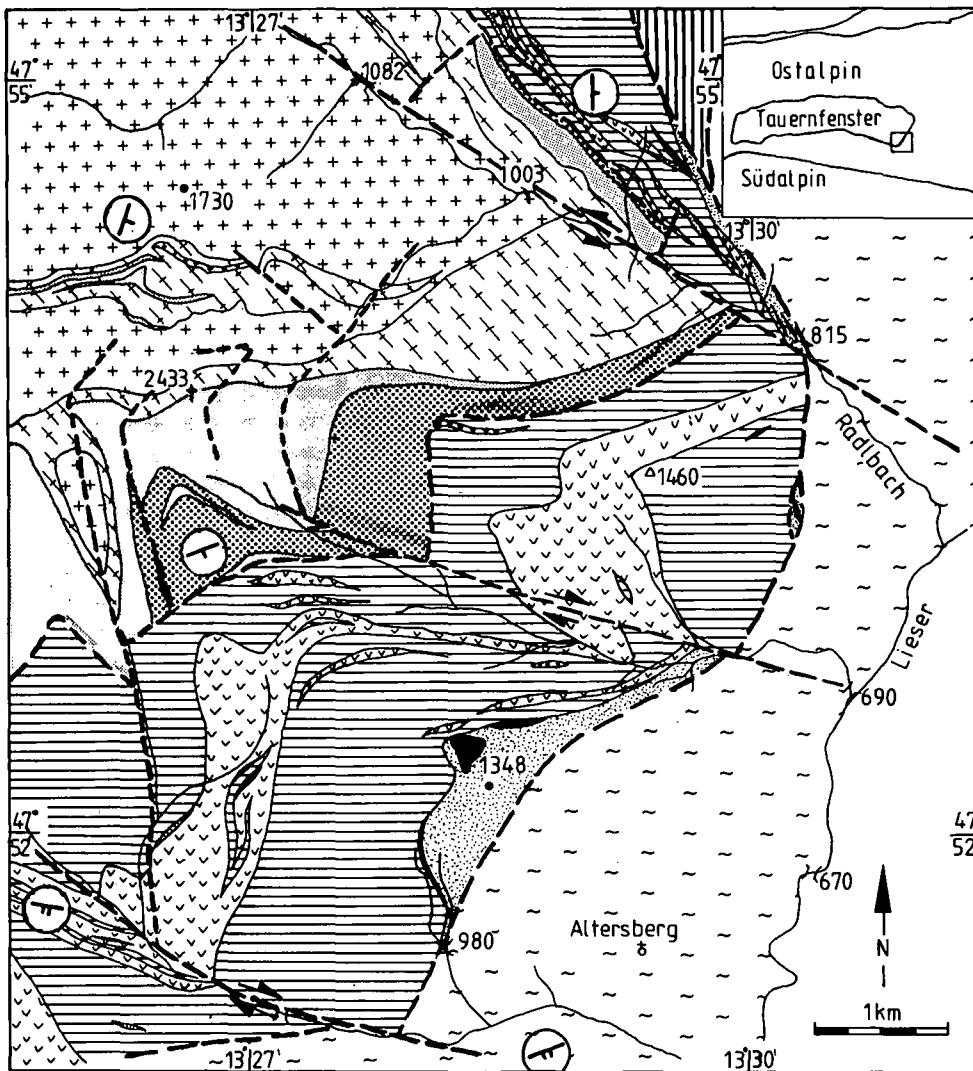 13° 27'
47°
55'
1082
47°
55'
Ostalpin
Tauernfenster
Südalpin
1003
1730
13° 30'
815
2433
Radlbach
1460
Lieser
690
1348
47°
52'
47°
52'
670
Altersberg
980
N
1km
13° 27'
13° 30'